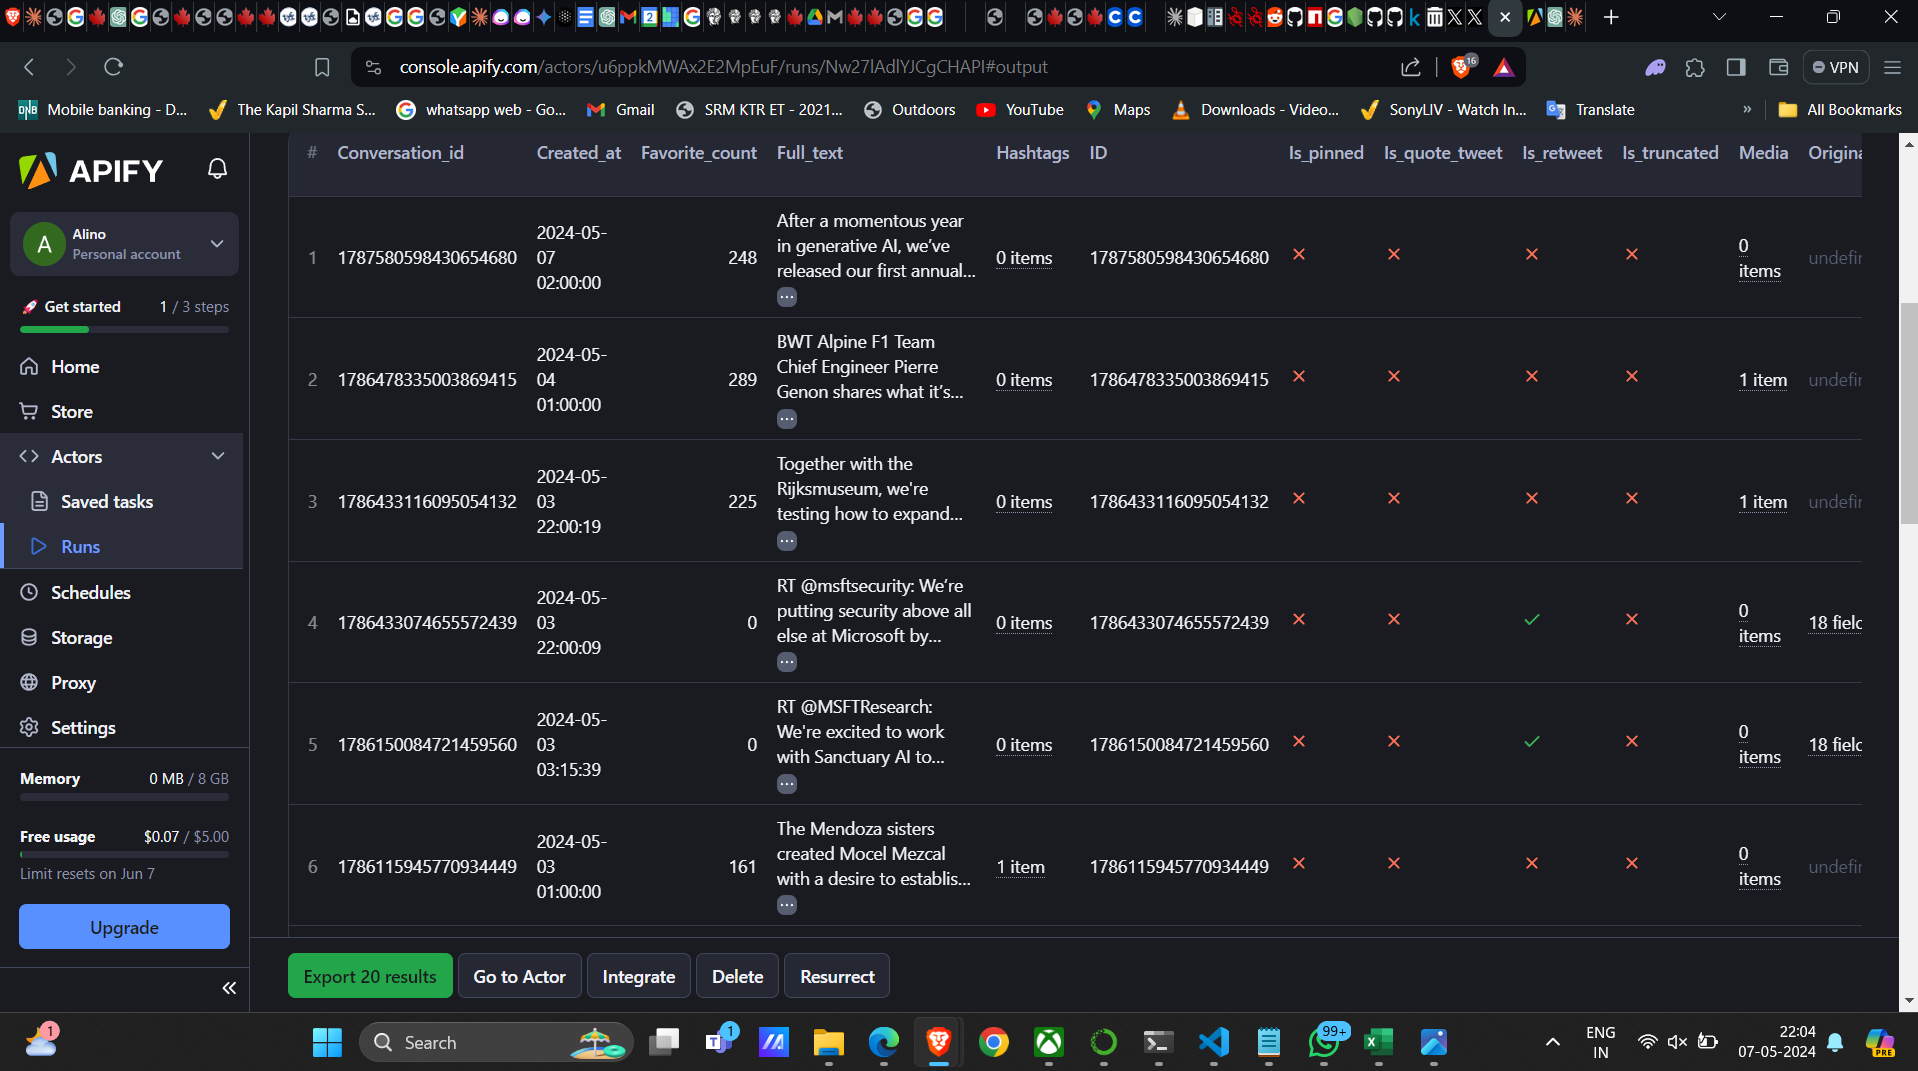 console.apify.com/actors/u6ppkMWAx2E2MpEuF/runs/Nw27lAdlYJCgCHAPI#output
16
VPN
Mobile banking - D...
The Kapil Sharma S...
whatsapp web - Go...
Gmail
SRM KTR ET - 2021...
Outdoors
YouTube
Maps
Downloads - Video...
SonyLIV - Watch In...
Translate
»
All Bookmarks
APIFY
A
Alino
Personal account
Get started 1 / 3 steps
Home
Store
Actors
Saved tasks
Runs
Schedules
Storage
Proxy
Settings
Memory 0 MB / 8 GB
Free usage $0.07 / $5.00
Limit resets on Jun 7
Upgrade
# Conversation_id Created_at Favorite_count Full_text Hashtags ID Is_pinned Is_quote_tweet Is_retweet Is_truncated Media Origina
1 1787580598430654680 2024-05-07 02:00:00 248 After a momentous year in generative AI, we've released our first annual... 0 items 1787580598430654680 0 items undefin
2 1786478335003869415 2024-05-04 01:00:00 289 BWT Alpine F1 Team Chief Engineer Pierre Genon shares what it's... 0 items 1786478335003869415 1 item undefin
3 1786433116095054132 2024-05-03 22:00:19 225 Together with the Rijksmuseum, we're testing how to expand... 0 items 1786433116095054132 1 item undefin
4 1786433074655572439 2024-05-03 22:00:09 0 RT @msftsecurity: We're putting security above all else at Microsoft by... 0 items 1786433074655572439 0 items 18 field
5 1786150084721459560 2024-05-03 03:15:39 0 RT @MSFTResearch: We're excited to work with Sanctuary AI to... 0 items 1786150084721459560 0 items 18 field
6 1786115945770934449 2024-05-03 01:00:00 161 The Mendoza sisters created Mocel Mezcal with a desire to establis... 1 item 1786115945770934449 0 items undefin
Export 20 results
Go to Actor
Integrate
Delete
Resurrect
1
Search
1
99+
ENG
IN
22:04
07-05-2024
PRE